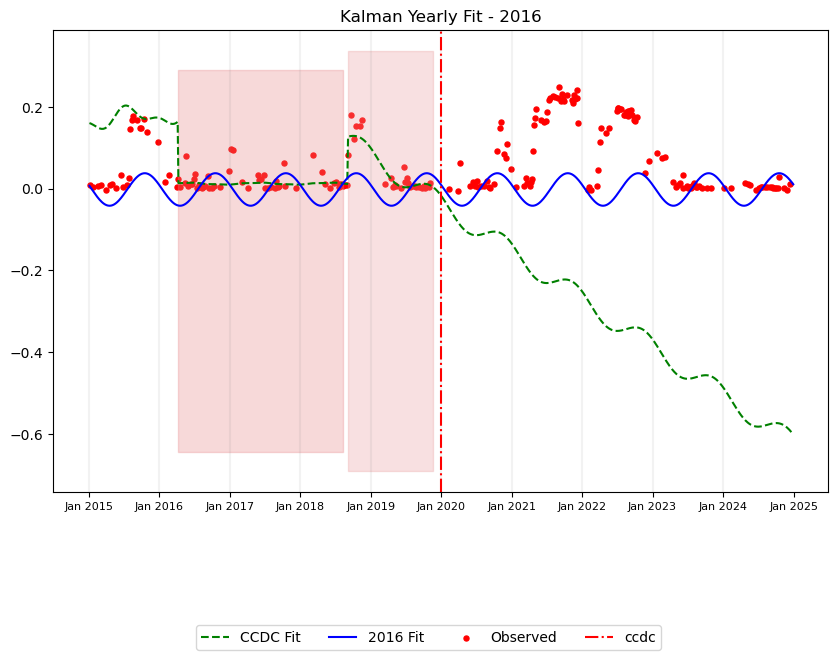 Kalman Yearly Fit - 2016
0.2
0.0
−0.2
−0.4
−0.6
Jan 2015 Jan 2016 Jan 2017 Jan 2018 Jan 2019 Jan 2020 Jan 2021 Jan 2022 Jan 2023 Jan 2024 Jan 2025
CCDC Fit 2016 Fit Observed ccdc